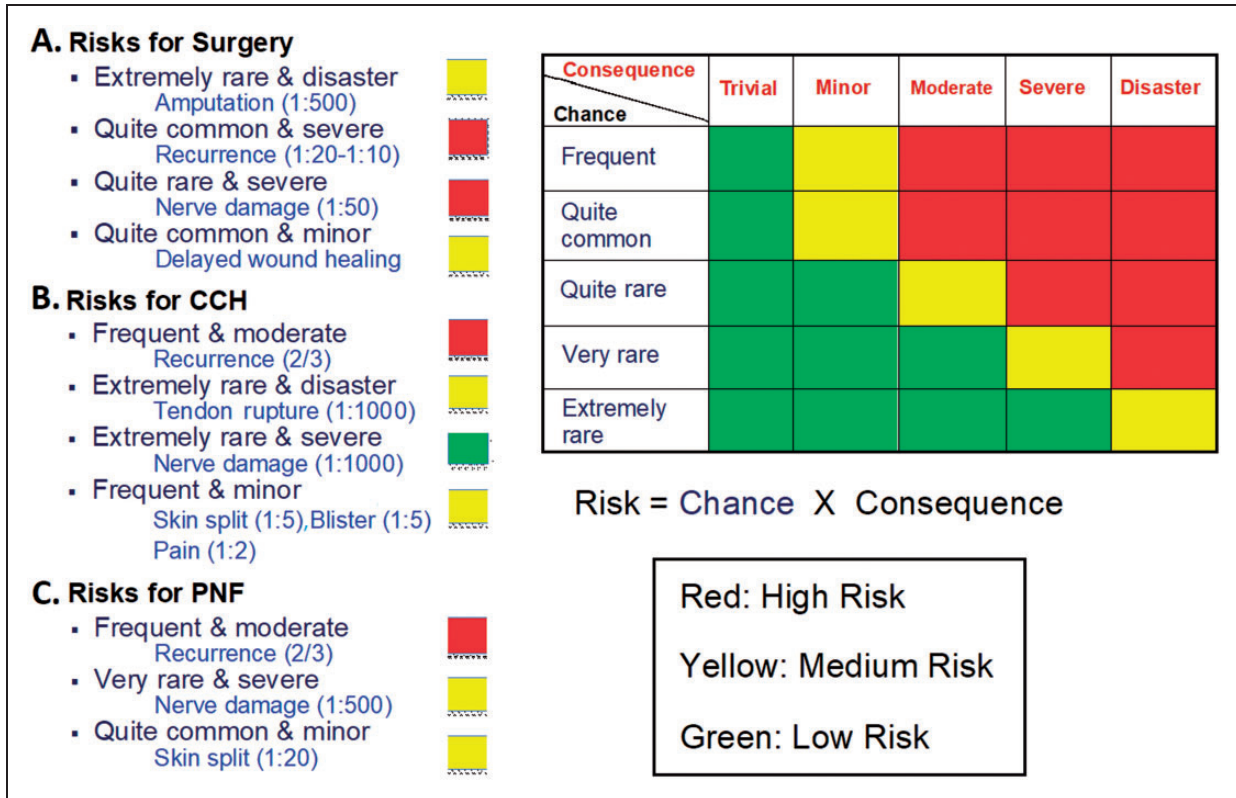 A. Risks for Surgery
▪ Extremely rare & disaster
Amputation (1:500)
▪ Quite common & severe
Recurrence (1:20-1:10)
▪ Quite rare & severe
Nerve damage (1:50)
▪ Quite common & minor
Delayed wound healing
B. Risks for CCH
▪ Frequent & moderate
Recurrence (2/3)
▪ Extremely rare & disaster
Tendon rupture (1:1000)
▪ Extremely rare & severe
Nerve damage (1:1000)
▪ Frequent & minor
Skin split (1:5),Blister (1:5)
Pain (1:2)
C. Risks for PNF
▪ Frequent & moderate
Recurrence (2/3)
▪ Very rare & severe
Nerve damage (1:500)
▪ Quite common & minor
Skin split (1:20)
Consequence
Chance
Trivial Minor Moderate Severe Disaster
Frequent
Quite
common
Quite rare
Very rare
Extremely
rare
Risk = Chance X Consequence
Red: High Risk
Yellow: Medium Risk
Green: Low Risk